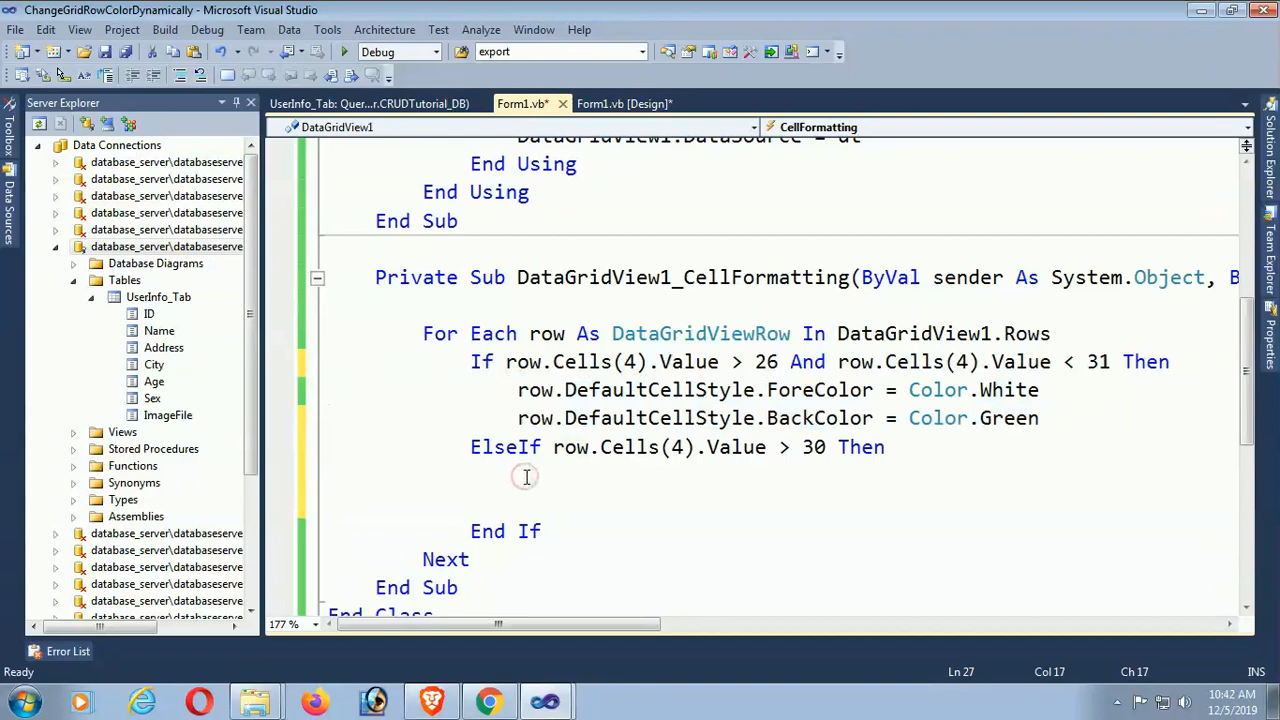 ChangeGridRowColorDynamically - Microsoft Visual Studio
File Edit View Project Build Debug Team Data Tools Architecture Test Analyze Window Help
Debug export
Server Explorer
UserInfo_Tab: Quer...r.CRUDTutorial_DB) Form1.vb* Form1.vb [Design]*
DataGridView1 CellFormatting
Toolbox
Data Sources
Solution Explorer
Team Explorer
Properties
Data Connections
database_server\databaseserve
database_server\databaseserve
database_server\databaseserve
database_server\databaseserve
database_server\databaseserve
database_server\databaseserve
Database Diagrams
Tables
UserInfo_Tab
ID
Name
Address
City
Age
Sex
ImageFile
Views
Stored Procedures
Functions
Synonyms
Types
Assemblies
database_server\databaseserve
database_server\databaseserve
database_server\databaseserve
database_server\databaseserve
database_server\databaseserve
DataGridView1.DataSource = dt
End Using
End Using
End Sub
Private Sub DataGridView1_CellFormatting(ByVal sender As System.Object, B
For Each row As DataGridViewRow In DataGridView1.Rows
If row.Cells(4).Value > 26 And row.Cells(4).Value < 31 Then
row.DefaultCellStyle.ForeColor = Color.White
row.DefaultCellStyle.BackColor = Color.Green
ElseIf row.Cells(4).Value > 30 Then
End If
Next
End Sub
End Class
177 %
Error List
Ready Ln 27 Col 17 Ch 17 INS
10:42 AM
12/5/2019